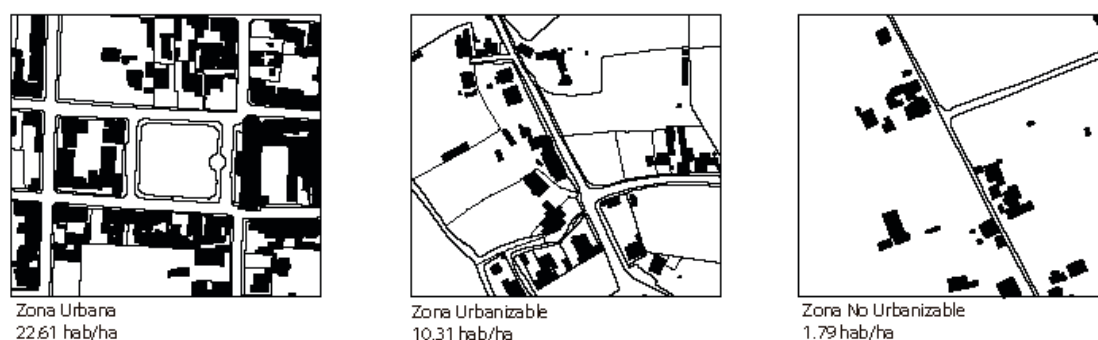 Zona Urbana
22.61 hab/ha
Zona Urbanizable
10.31 hab/ha
Zona No Urbanizable
1.79 hab/ha